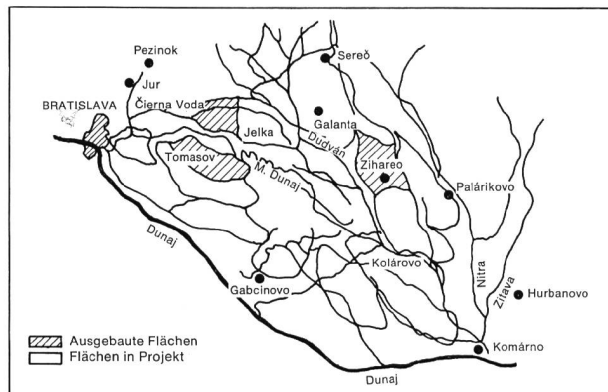 Pezinok
Sereď
Jur
BRATISLAVA
Čierna Voda
Galanta
Jelka
Dudván
Tomasov
Zihareo
M. Dunaj
Palárikovo
Dunaj
Kolárovo
Nitra
Gabcinovo
Zitava
Hurbanovo
Ausgebaute Flächen
Flächen in Projekt
Komárno
Dunaj